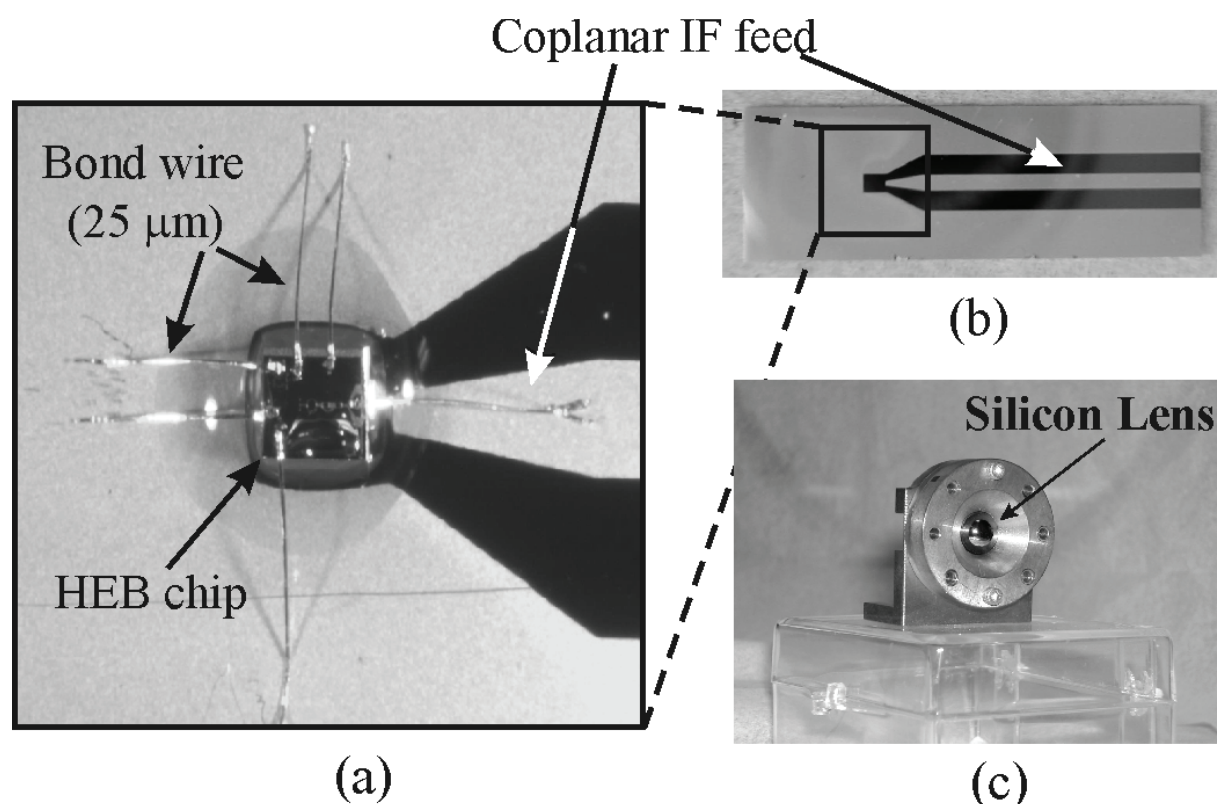 Coplanar IF feed
Bond wire
(25 μm)
HEB chip
(a)
(b)
Silicon Lens
(c)